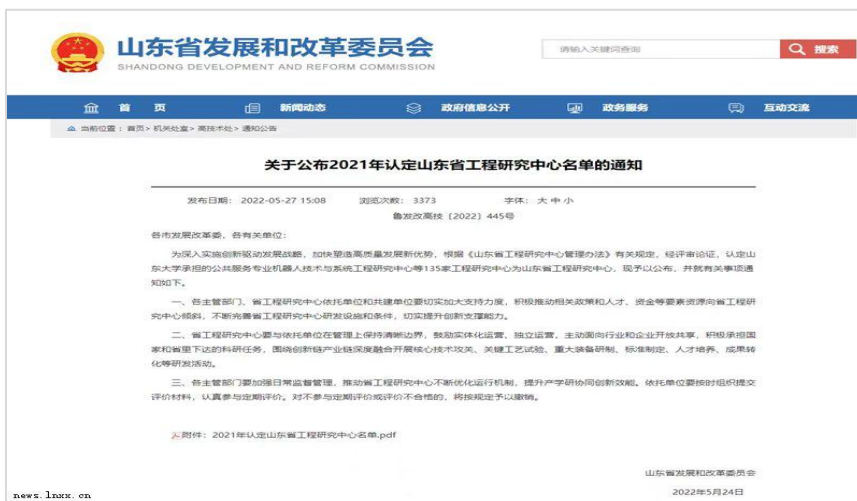 山东省发展和改革委员会
SHANDONG DEVELOPMENT AND REFORM COMMISSION
请输入关键词查询
搜索
首 页 新闻动态 政府信息公开 政务服务 互动交流
当前位置：首页> 机关处室> 高技术处> 通知公告
关于公布2021年认定山东省工程研究中心名单的通知
发布日期： 2022-05-27 15:08 浏览次数： 3373 字体： 大 中 小
鲁发改高技〔2022〕445号
各市发展改革委，各有关单位：
为深入实施创新驱动发展战略，加快塑造高质量发展新优势，根据《山东省工程研究中心管理办法》有关规定，经评审论证，认定山
东大学承担的公共服务专业机器人技术与系统工程研究中心等135家工程研究中心为山东省工程研究中心，现予以公布，并就有关事项通
知如下。
一、各主管部门、省工程研究中心依托单位和共建单位要切实加大支持力度，积极推动相关政策和人才、资金等要素资源向省工程研
究中心倾斜，不断完善省工程研究中心研发设施和条件，切实提升创新支撑能力。
二、省工程研究中心要与依托单位在管理上保持清晰边界，鼓励实体化运营、独立运营，主动面向行业和企业开放共享，积极承担国
家和省里下达的科研任务，围绕创新链产业链深度融合开展核心技术攻关、关键工艺试验、重大装备研制、标准制定、人才培养、成果转
化等研发活动。
三、各主管部门要加强日常监督管理，推动省工程研究中心不断优化运行机制，提升产学研协同创新效能。依托单位要按时组织提交
评价材料，认真参与定期评价。对不参与定期评价或评价不合格的，将按规定予以撤销。
附件：2021年认定山东省工程研究中心名单.pdf
山东省发展和改革委员会
2022年5月24日
news.lnxx.cn